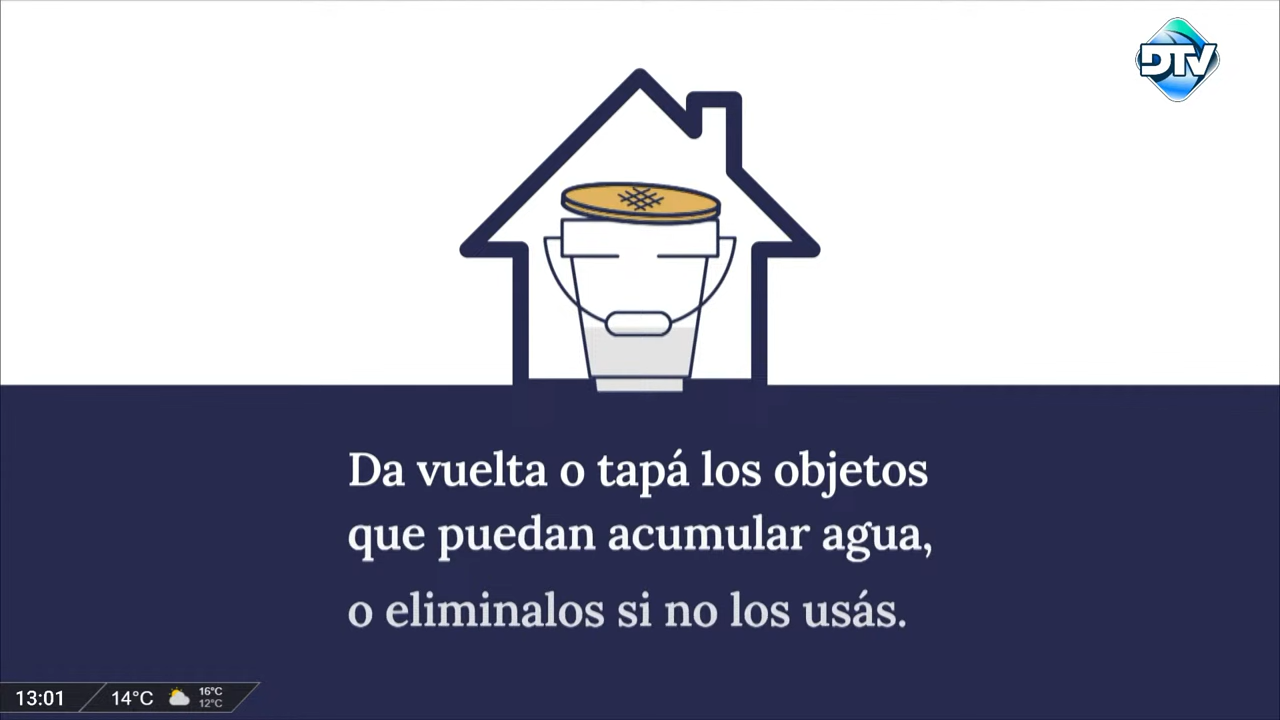 DTV
Da vuelta o tapá los objetos
que puedan acumular agua,
o eliminalos si no los usás.
13:01 14°C 16°C
12°C